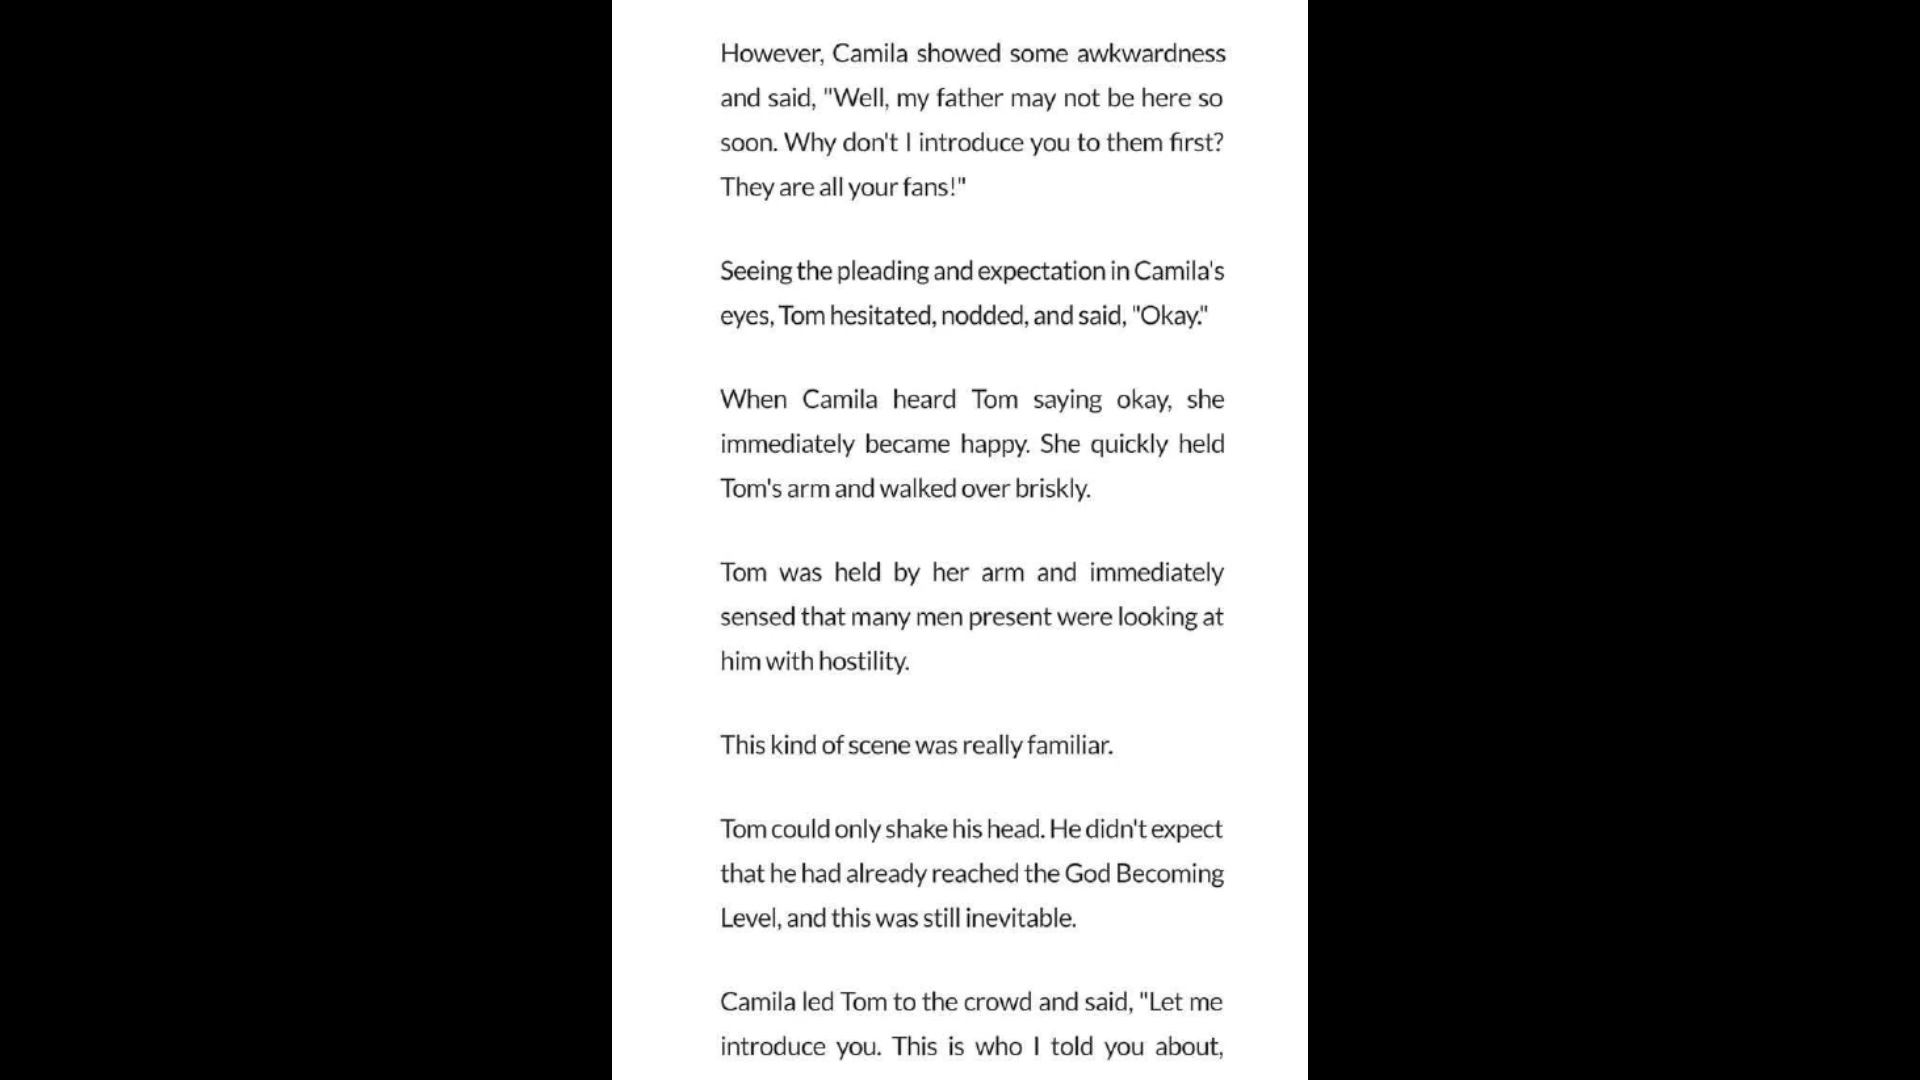 However, Camila showed some awkwardness
and said, "Well, my father may not be here so
soon. Why don't I introduce you to them first?
They are all your fans!"
Seeing the pleading and expectation in Camila's
eyes, Tom hesitated, nodded, and said, "Okay."
When Camila heard Tom saying okay, she
immediately became happy. She quickly held
Tom's arm and walked over briskly.
Tom was held by her arm and immediately
sensed that many men present were looking at
him with hostility.
This kind of scene was really familiar.
Tom could only shake his head. He didn't expect
that he had already reached the God Becoming
Level, and this was still inevitable.
Camila led Tom to the crowd and said, "Let me
introduce you. This is who I told you about,